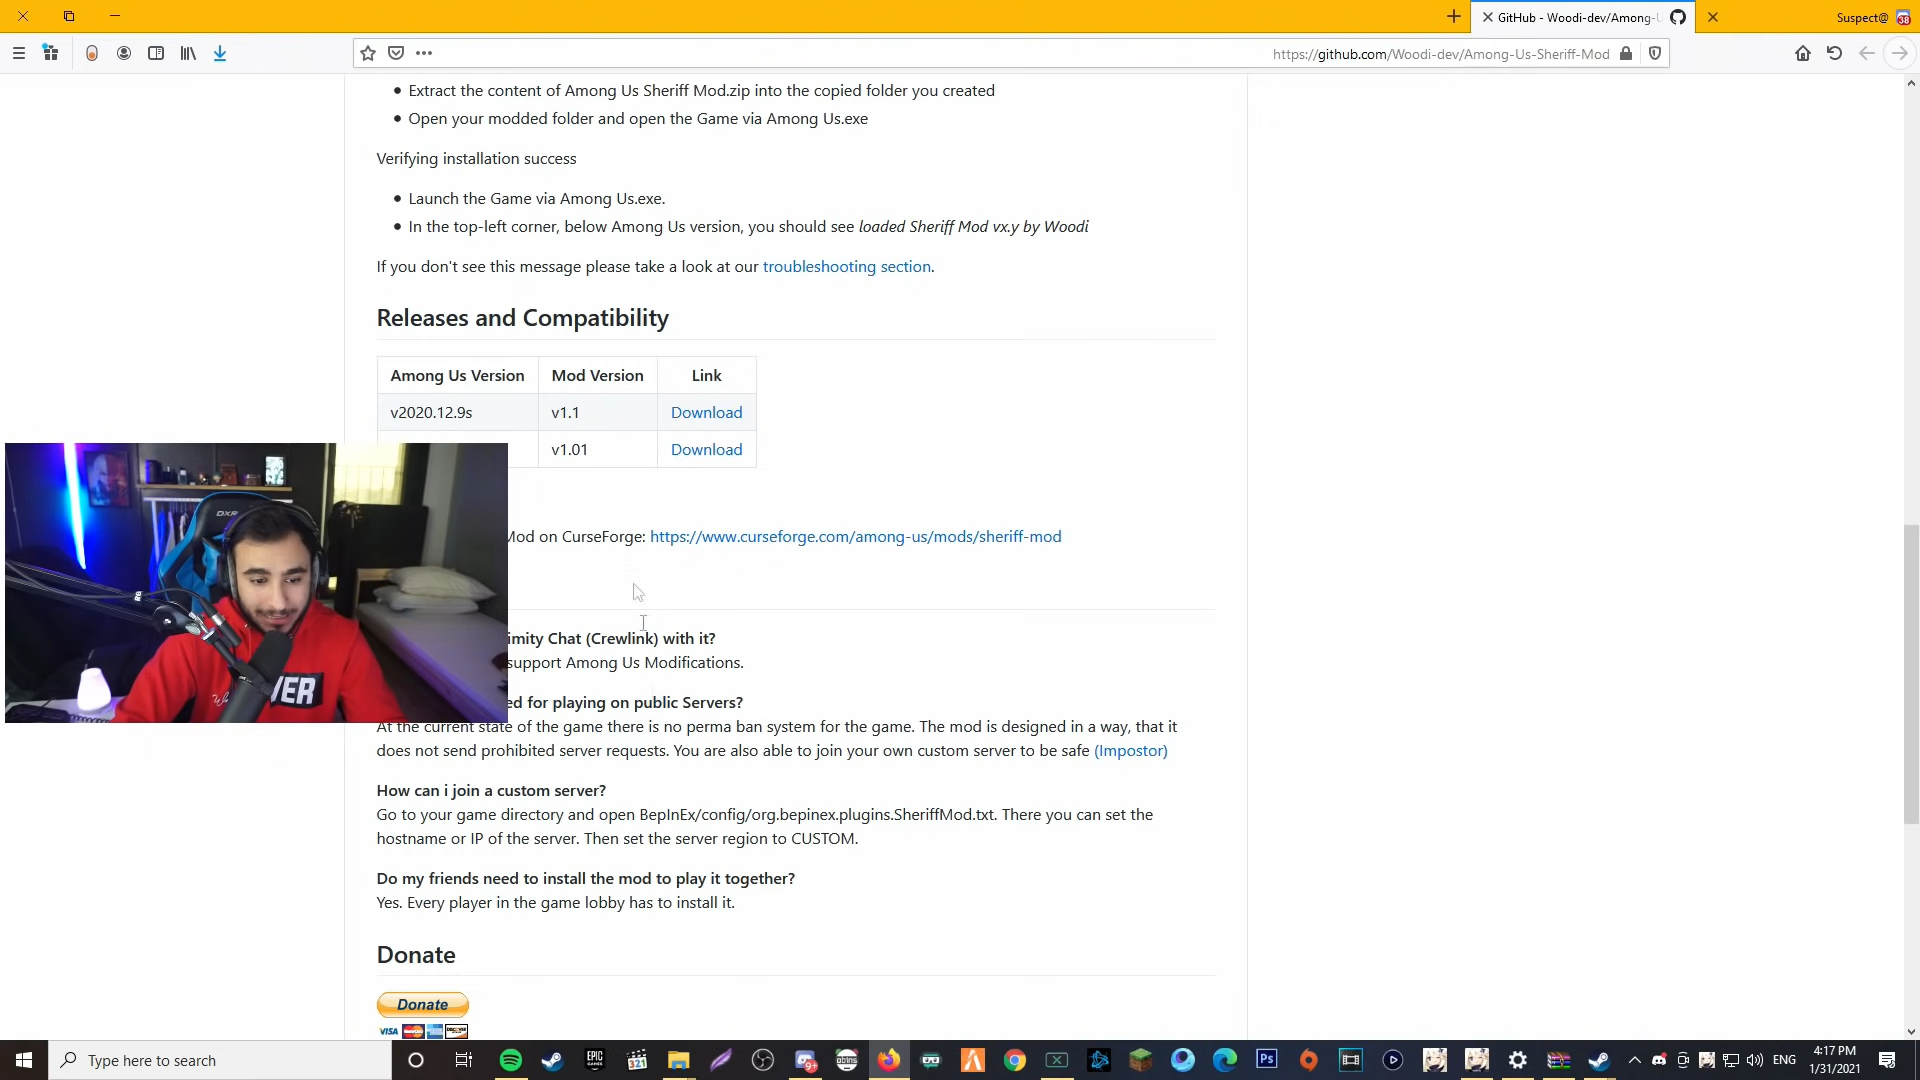 GitHub - Woodi-dev/Among-U
Suspect@
38
https://github.com/Woodi-dev/Among-Us-Sheriff-Mod
Extract the content of Among Us Sheriff Mod.zip into the copied folder you created
Open your modded folder and open the Game via Among Us.exe
Verifying installation success
Launch the Game via Among Us.exe.
In the top-left corner, below Among Us version, you should see loaded Sheriff Mod vx.y by Woodi
If you don't see this message please take a look at our troubleshooting section.
Releases and Compatibility
Among Us Version Mod Version Link
v2020.12.9s v1.1 Download
v1.01 Download
Mod on CurseForge: https://www.curseforge.com/among-us/mods/sheriff-mod
imity Chat (Crewlink) with it?
support Among Us Modifications.
ed for playing on public Servers?
At the current state of the game there is no perma ban system for the game. The mod is designed in a way, that it
does not send prohibited server requests. You are also able to join your own custom server to be safe (Impostor)
How can i join a custom server?
Go to your game directory and open BepInEx/config/org.bepinex.plugins.SheriffMod.txt. There you can set the
hostname or IP of the server. Then set the server region to CUSTOM.
Do my friends need to install the mod to play it together?
Yes. Every player in the game lobby has to install it.
Donate
Donate
VISA
DXR
VER
Type here to search
EPIC GAMES
321
9+
Ps
ENG
4:17 PM
1/31/2021